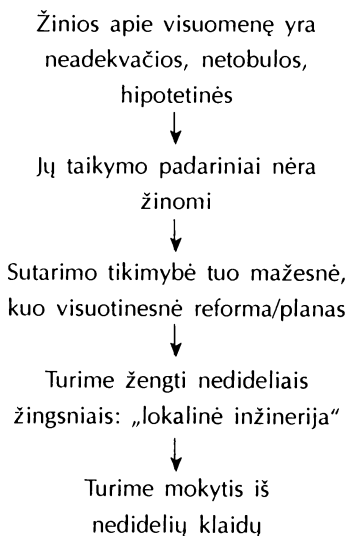 Žinios apie visuomenę yra
neadekvačios, netobulos,
hipotetinės
Jų taikymo padariniai nėra
žinomi
Sutarimo tikimybė tuo mažesnė,
kuo visuotinesnė reforma/planas
Turime žengti nedideliais
žingsniais: „lokalinė inžinerija“
Turime mokytis iš
nedidelių klaidų